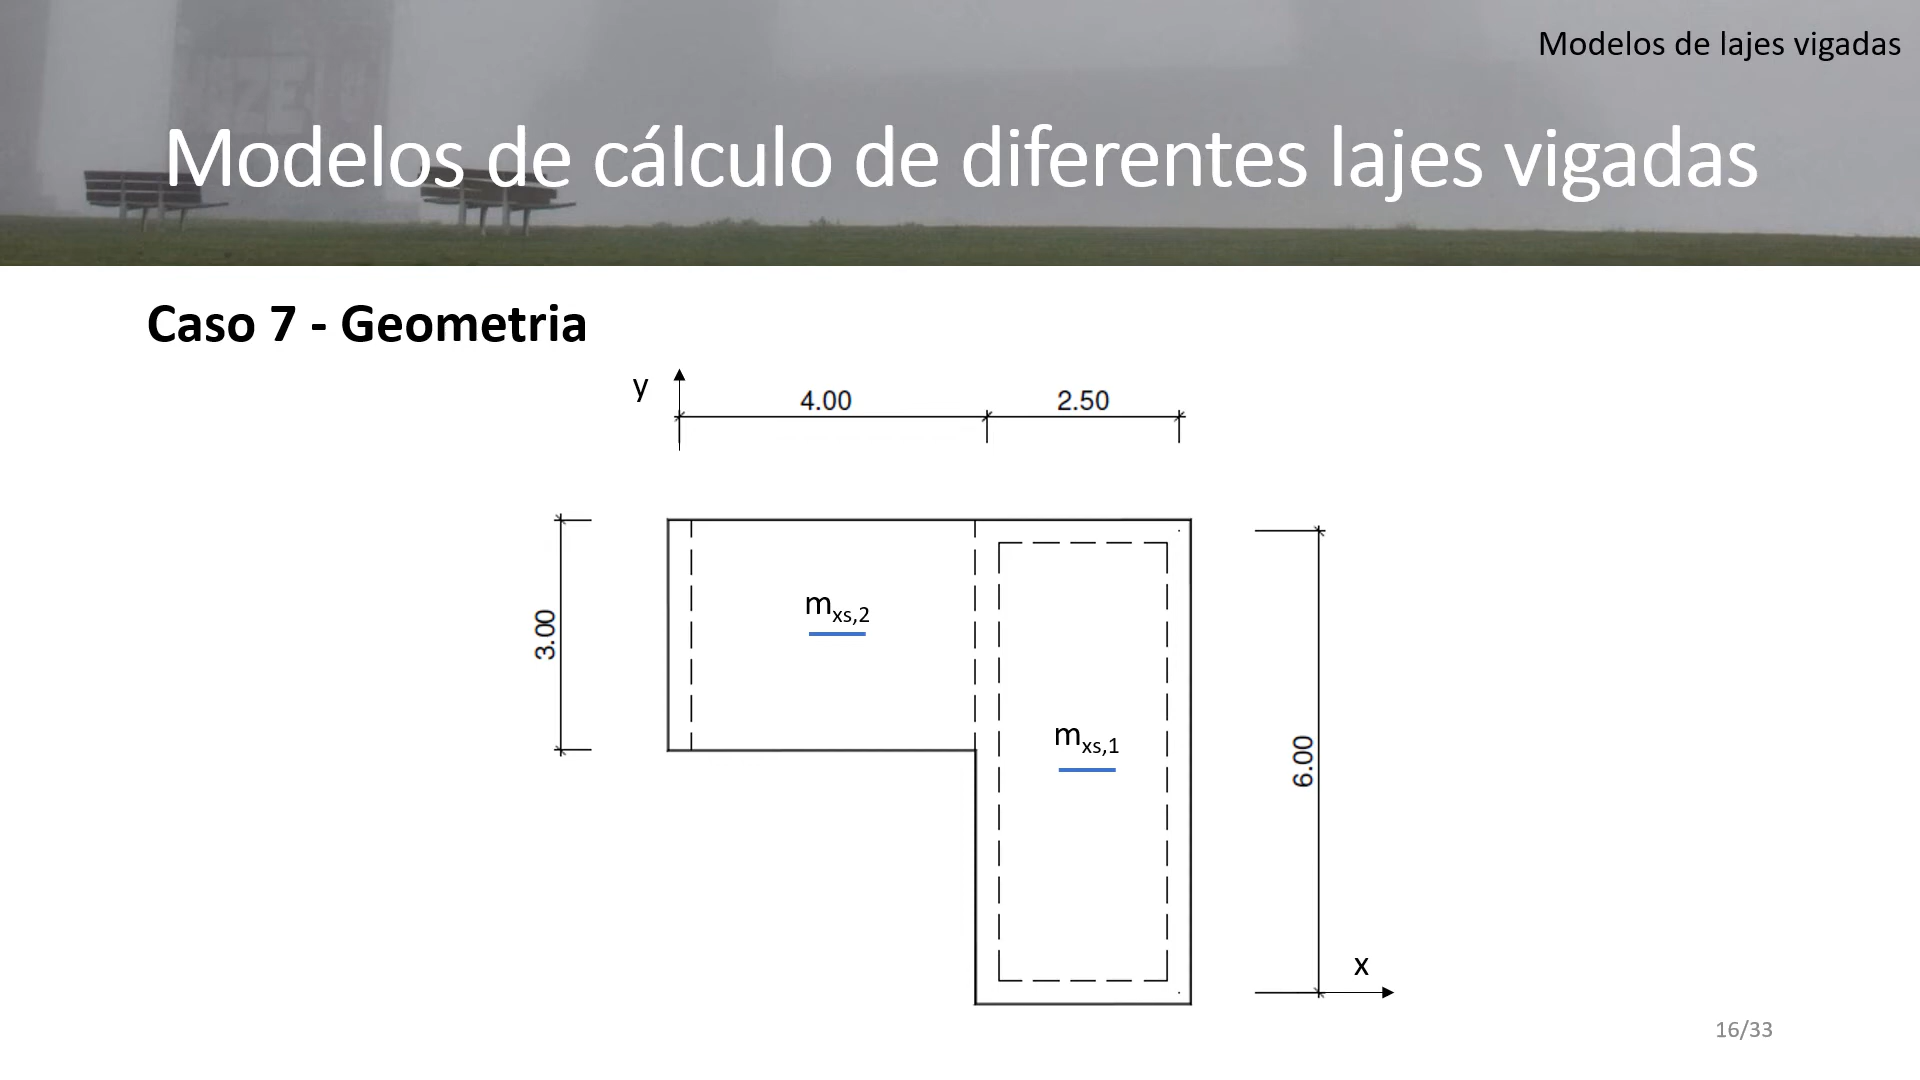 Modelos de lajes vigadas
Modelos de cálculo de diferentes lajes vigadas
Caso 7 - Geometria
y
4.00
2.50
3.00
mxs,2
mxs,1
6.00
x
16/33